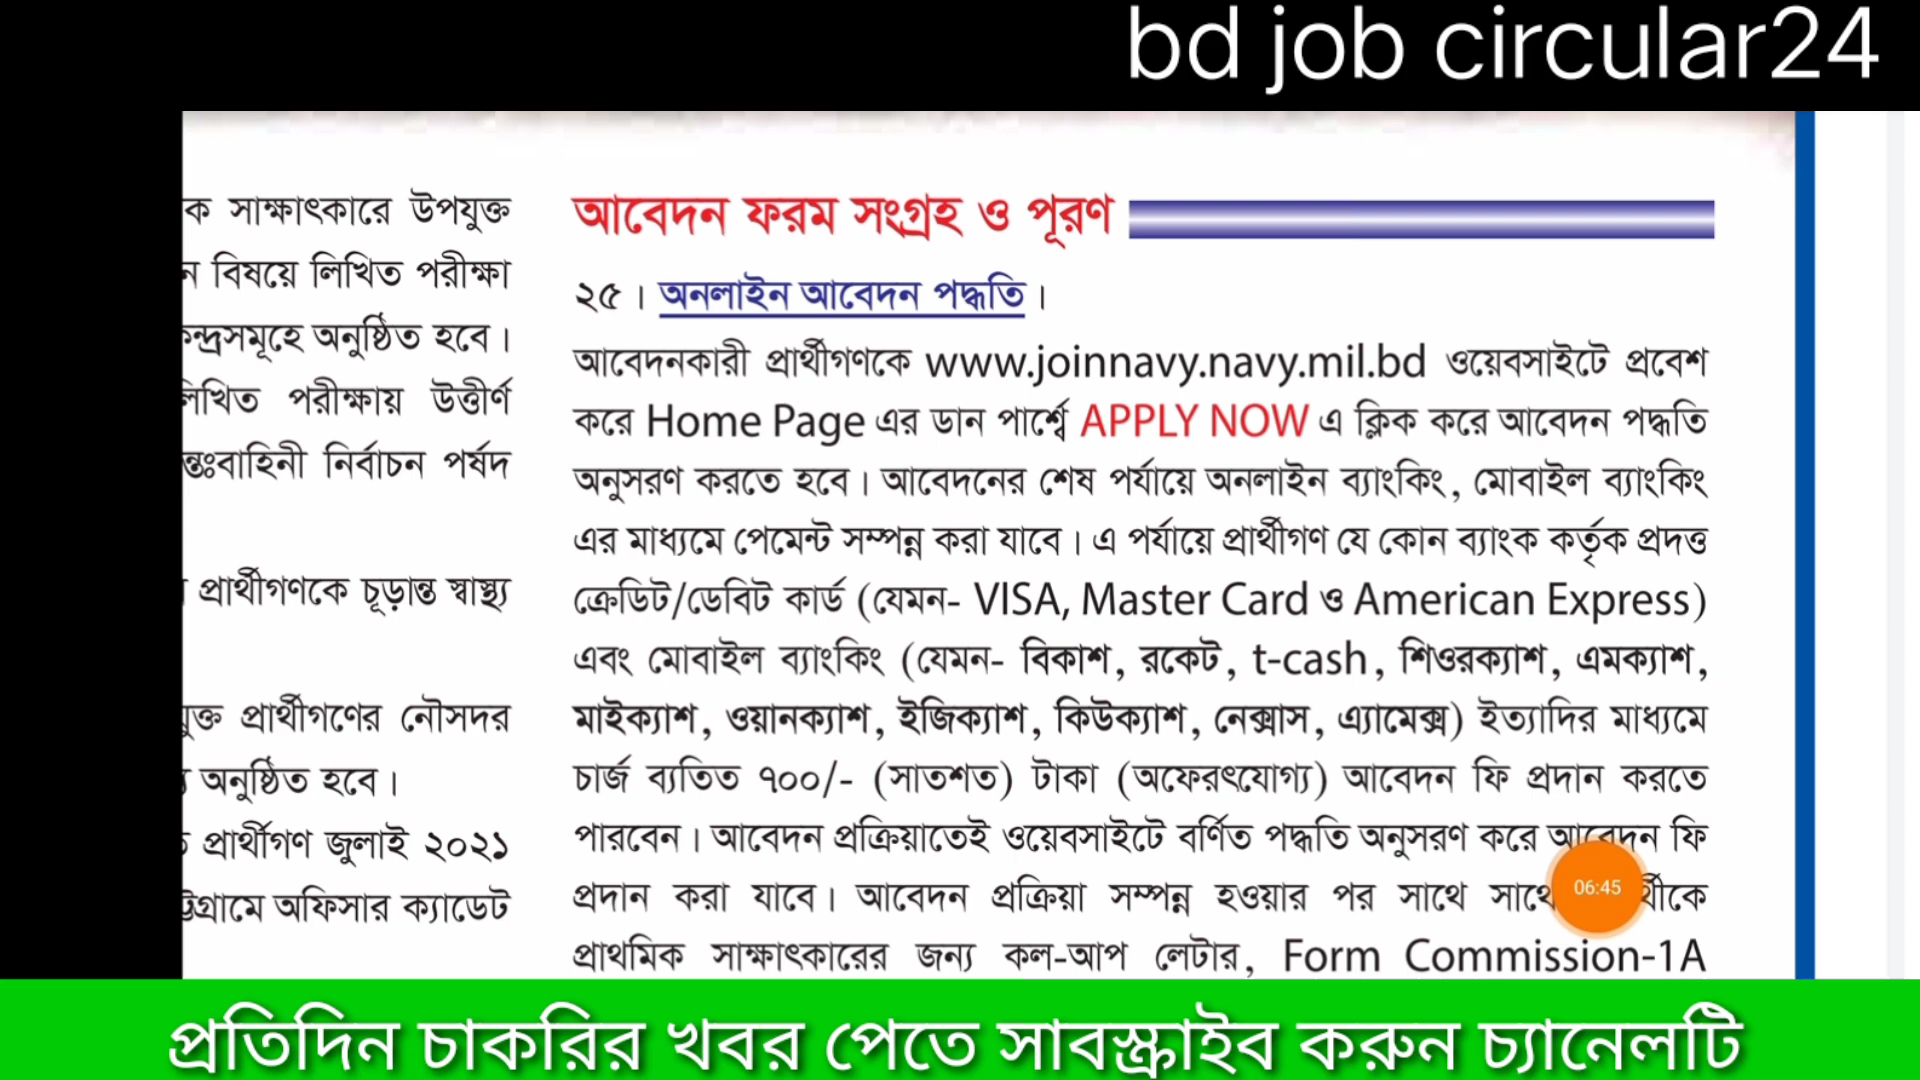 bd job circular24
ক সাক্ষাৎকারে উপযুক্ত
ন বিষয়ে লিখিত পরীক্ষা
ন্দ্রসমূহে অনুষ্ঠিত হবে।
লিখিত পরীক্ষায় উত্তীর্ণ
ন্তঃবাহিনী নির্বাচন পর্ষদ
প্রার্থীগণকে চূড়ান্ত স্বাস্থ্য
যুক্ত প্রার্থীগণের নৌসদর
অনুষ্ঠিত হবে।
প্রার্থীগণ জুলাই ২০২১
ট্টগ্রামে অফিসার ক্যাডেট
আবেদন ফরম সংগ্রহ ও পূরণ
২৫। অনলাইন আবেদন পদ্ধতি।
আবেদনকারী প্রার্থীগণকে www.joinnavy.navy.mil.bd ওয়েবসাইটে প্রবেশ
করে Home Page এর ডান পার্শ্বে APPLY NOW এ ক্লিক করে আবেদন পদ্ধতি
অনুসরণ করতে হবে। আবেদনের শেষ পর্যায়ে অনলাইন ব্যাংকিং, মোবাইল ব্যাংকিং
এর মাধ্যমে পেমেন্ট সম্পন্ন করা যাবে। এ পর্যায়ে প্রার্থীগণ যে কোন ব্যাংক কর্তৃক প্রদত্ত
ক্রেডিট/ডেবিট কার্ড (যেমন- VISA, Master Card ও American Express)
এবং মোবাইল ব্যাংকিং (যেমন- বিকাশ, রকেট, t-cash, শিওরক্যাশ, এমক্যাশ,
মাইক্যাশ, ওয়ানক্যাশ, ইজিক্যাশ, কিউক্যাশ, নেক্সাস, এ্যামেক্স) ইত্যাদির মাধ্যমে
চার্জ ব্যতিত ৭০০/- (সাতশত) টাকা (অফেরৎযোগ্য) আবেদন ফি প্রদান করতে
পারবেন। আবেদন প্রক্রিয়াতেই ওয়েবসাইটে বর্ণিত পদ্ধতি অনুসরণ করে আবেদন ফি
প্রদান করা যাবে। আবেদন প্রক্রিয়া সম্পন্ন হওয়ার পর সাথে সাথে র্থীকে
06:45
প্রাথমিক সাক্ষাৎকারের জন্য কল-আপ লেটার, Form Commission-1A
প্রতিদিন চাকরির খবর পেতে সাবস্ক্রাইব করুন চ্যানেলটি